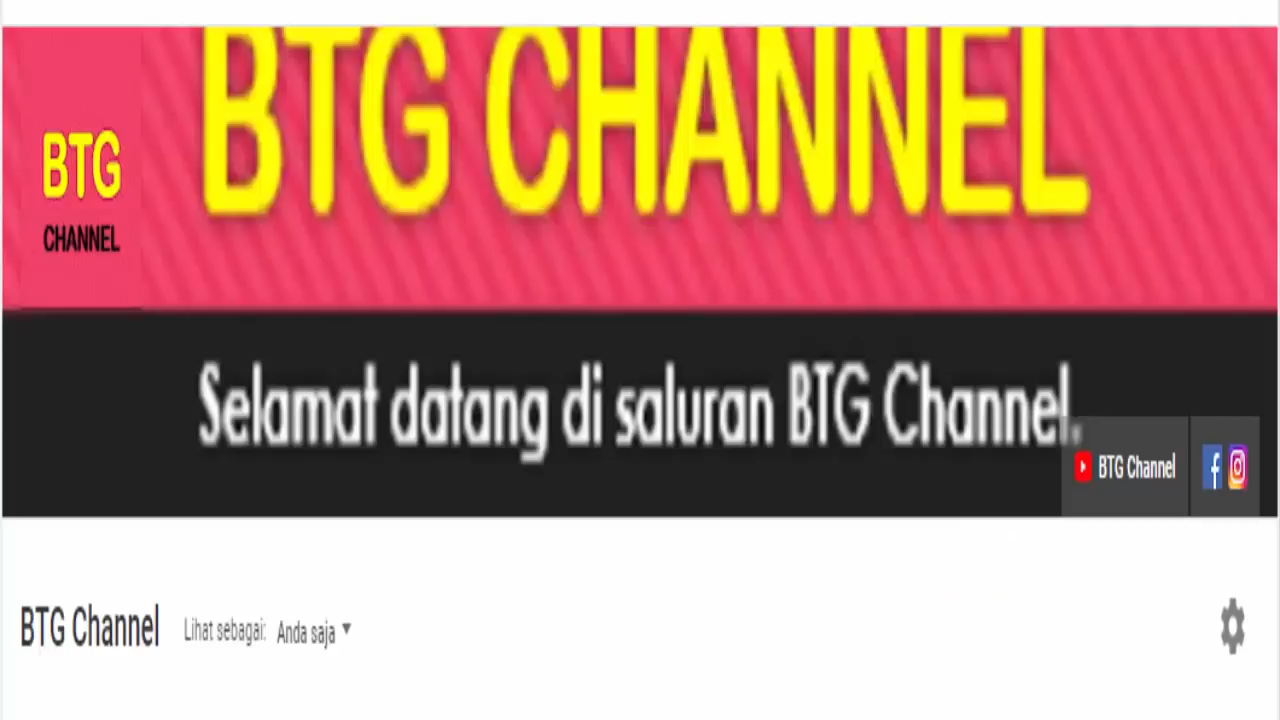 BTG CHANNEL
BTG
CHANNEL
Selamat datang di saluran BTG Channel.
BTG Channel
BTG Channel Lihat sebagai: Anda saja